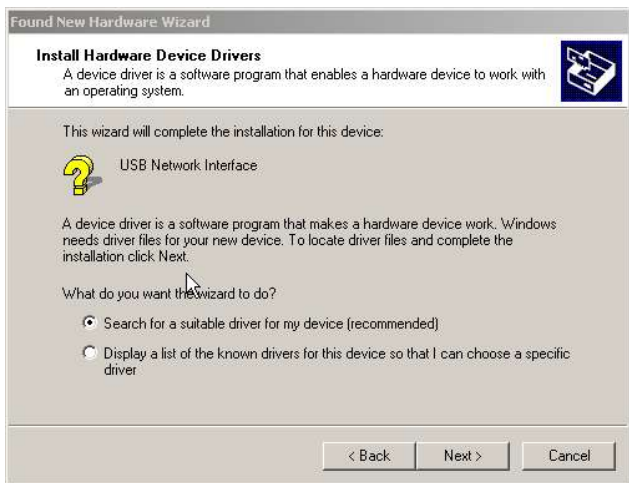 Found New Hardware Wizard
Install Hardware Device Drivers
A device driver is a software program that enables a hardware device to work with
an operating system.
This wizard will complete the installation for this device:
USB Network Interface
A device driver is a software program that makes a hardware device work. Windows
needs driver files for your new device. To locate driver files and complete the
installation click Next.
What do you want the wizard to do?
Search for a suitable driver for my device (recommended)
Display a list of the known drivers for this device so that I can choose a specific
driver
< Back
Next >
Cancel